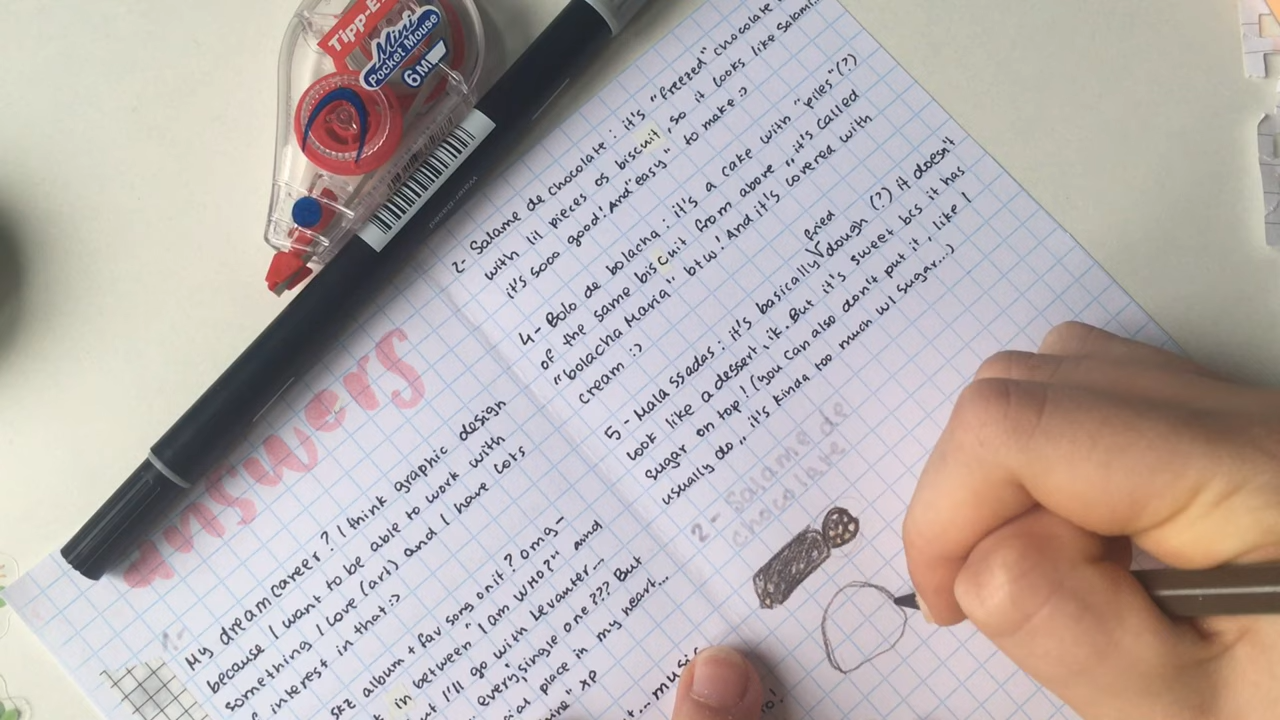 Tipp-Ex
Mini
Pocket Mouse
6M
answers
1-
My dream career? I think graphic design
because I want to be able to work with
something I love (art) and I have lots
interest in that :>
skz album + fav song on it? omg-
in between "I am WHO?" and
I'll go with Levanter...
every single one??? But
place in my heart...
xp
music
2- Salame de chocolate: it's "freezed" chocolate
with lil pieces os biscuit, so it looks like salami
it's sooo good! And "easy" to make :>
4- Bolo de bolacha: it's a cake with "piles" (?)
of the same biscuit from above, it's called
"bolacha Maria" btw! And it's covered with
cream :>
5- Malassadas: it's basically fried dough (?) it doesn't
look like a dessert, ik. But it's sweet bcs it has
sugar on top! (you can also don't put it, like I
usually do,, it's kinda too much w/ sugar...)
2- Salame de
chocolate